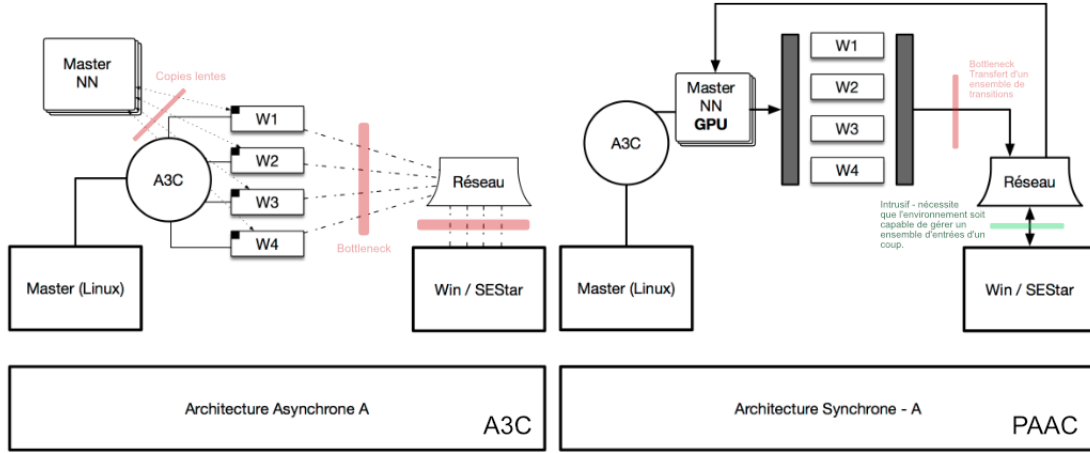 Master
NN
Copies lentes
W1
W2
W3
W4
A3C
Réseau
Bottleneck
Master (Linux)
Win / SEStar
Architecture Asynchrone A
A3C
Master
NN
GPU
A3C
W1
W2
W3
W4
Bottleneck
Transfert d'un
ensemble de
transitions
Réseau
Intrusif - nécessite
que l'environnement soit
capable de gérer un
ensemble d'entrées d'un
coup.
Master (Linux)
Win / SEStar
Architecture Synchrone - A
PAAC